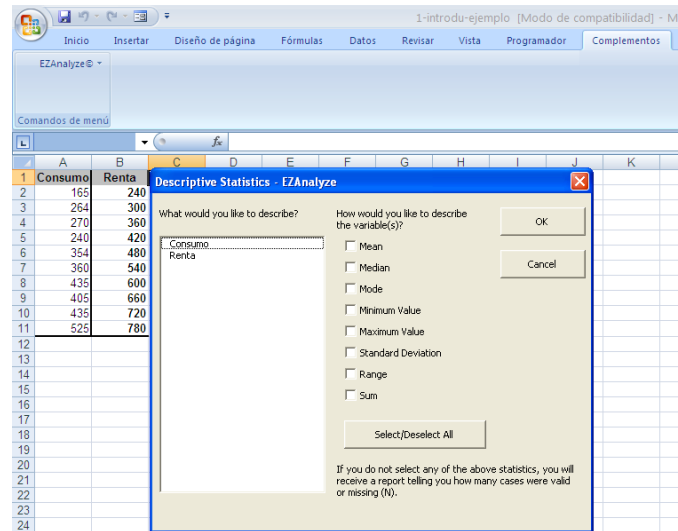 1-introdu-ejemplo [Modo de compatibilidad] - M
Inicio Insertar Diseño de página Fórmulas Datos Revisar Vista Programador Complementos
EZAnalyze©
Comandos de menú
L fx
A B C D E F G H I J K
1 Consumo Renta
2 165 240
3 264 300
4 270 360
5 240 420
6 354 480
7 360 540
8 435 600
9 405 660
10 435 720
11 525 780
12
13
14
15
16
17
18
19
20
21
22
23
24
Descriptive Statistics - EZAnalyze
What would you like to describe?
Consumo
Renta
How would you like to describe
the variable(s)?
Mean
Median
Mode
Minimum Value
Maximum Value
Standard Deviation
Range
Sum
OK
Cancel
Select/Deselect All
If you do not select any of the above statistics, you will
receive a report telling you how many cases were valid
or missing (N).